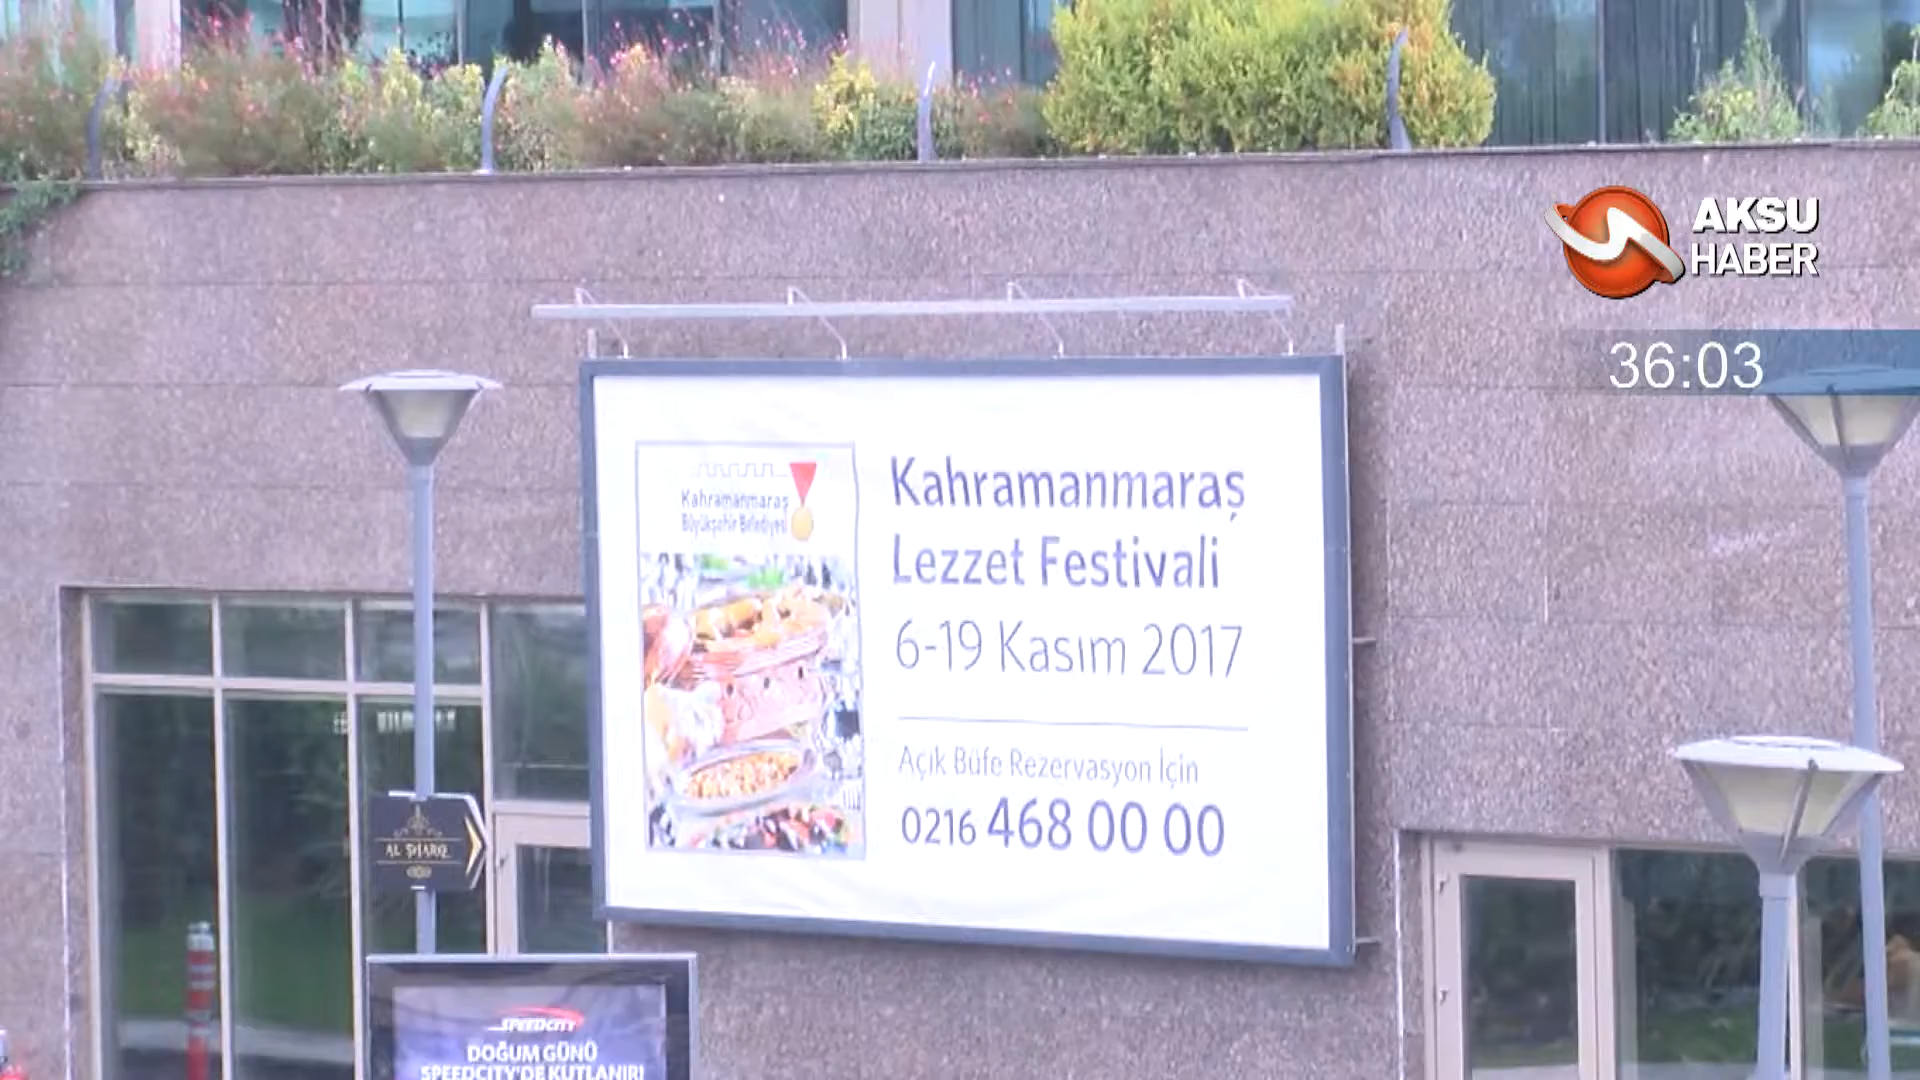 AKSU
HABER
36:03
Kahramanmaraş
Büyükşehir Belediyesi
Kahramanmaraş
Lezzet Festivali
6-19 Kasım 2017
Açık Büfe Rezervasyon İçin
0216 468 00 00
AL SHARQ
SPEEDCITY
DOĞUM GÜNÜ
SPEEDCITY'DE KUTLANIR!